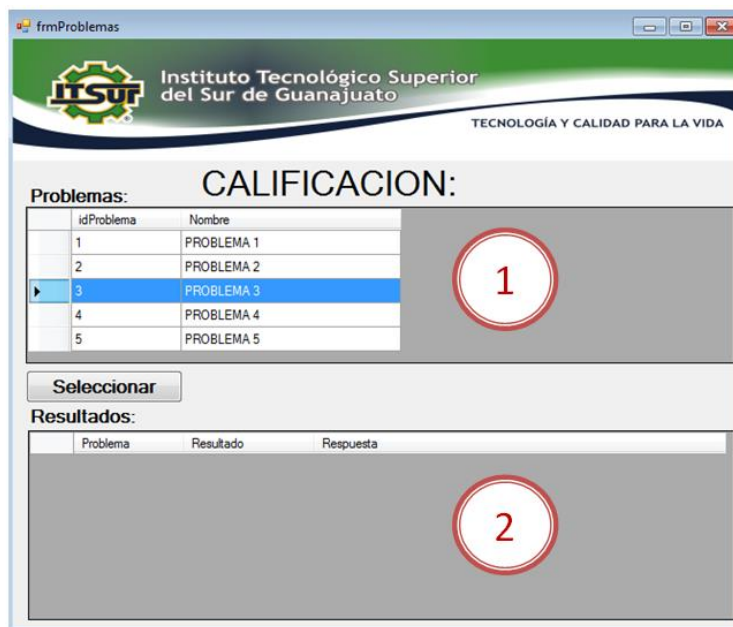 frmProblemas
ITSur
Instituto Tecnológico Superior
del Sur de Guanajuato
TECNOLOGÍA Y CALIDAD PARA LA VIDA
CALIFICACION:
Problemas:
idProblema Nombre
1 PROBLEMA 1
2 PROBLEMA 2
3 PROBLEMA 3
4 PROBLEMA 4
5 PROBLEMA 5
1
Seleccionar
Resultados:
Problema Resultado Respuesta
2